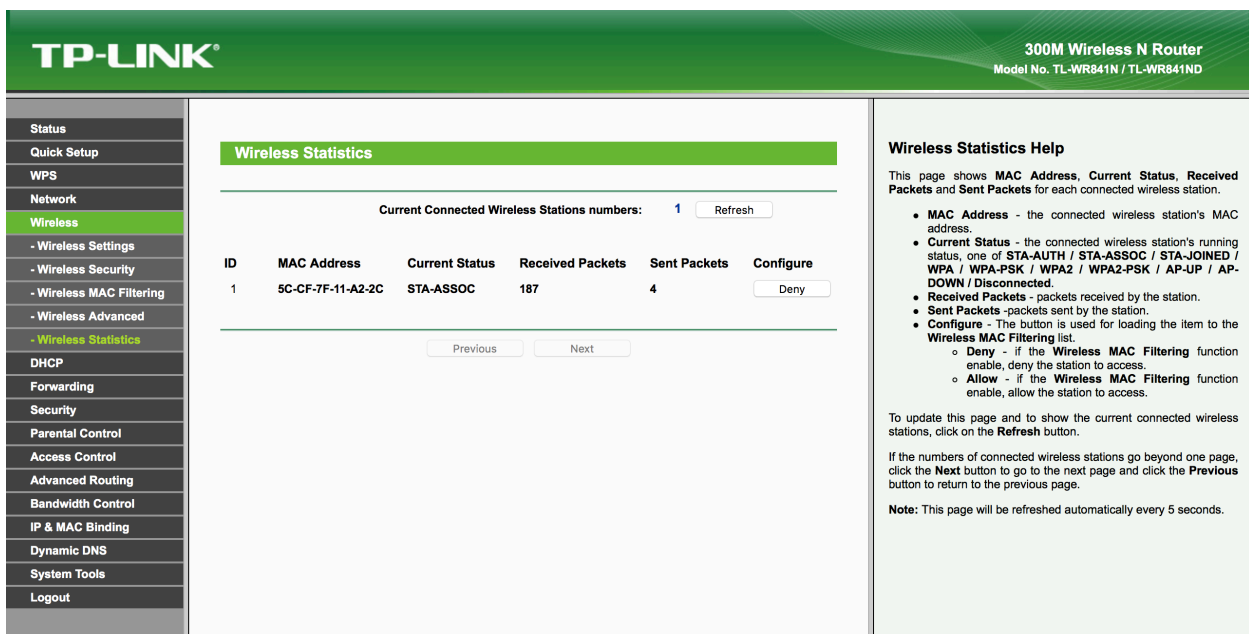 TP-LINK®
300M Wireless N Router
Model No. TL-WR841N / TL-WR841ND
Status
Quick Setup
WPS
Network
Wireless
- Wireless Settings
- Wireless Security
- Wireless MAC Filtering
- Wireless Advanced
- Wireless Statistics
DHCP
Forwarding
Security
Parental Control
Access Control
Advanced Routing
Bandwidth Control
IP & MAC Binding
Dynamic DNS
System Tools
Logout
Wireless Statistics
Current Connected Wireless Stations numbers: 1 Refresh
ID MAC Address Current Status Received Packets Sent Packets Configure
1 5C-CF-7F-11-A2-2C STA-ASSOC 187 4 Deny
Previous Next
Wireless Statistics Help
This page shows MAC Address, Current Status, Received
Packets and Sent Packets for each connected wireless station.
• MAC Address - the connected wireless station's MAC
address.
• Current Status - the connected wireless station's running
status, one of STA-AUTH / STA-ASSOC / STA-JOINED /
WPA / WPA-PSK / WPA2 / WPA2-PSK / AP-UP / AP-
DOWN / Disconnected.
• Received Packets - packets received by the station.
• Sent Packets -packets sent by the station.
• Configure - The button is used for loading the item to the
Wireless MAC Filtering list.
○ Deny - if the Wireless MAC Filtering function
enable, deny the station to access.
○ Allow - if the Wireless MAC Filtering function
enable, allow the station to access.
To update this page and to show the current connected wireless
stations, click on the Refresh button.
If the numbers of connected wireless stations go beyond one page,
click the Next button to go to the next page and click the Previous
button to return to the previous page.
Note: This page will be refreshed automatically every 5 seconds.